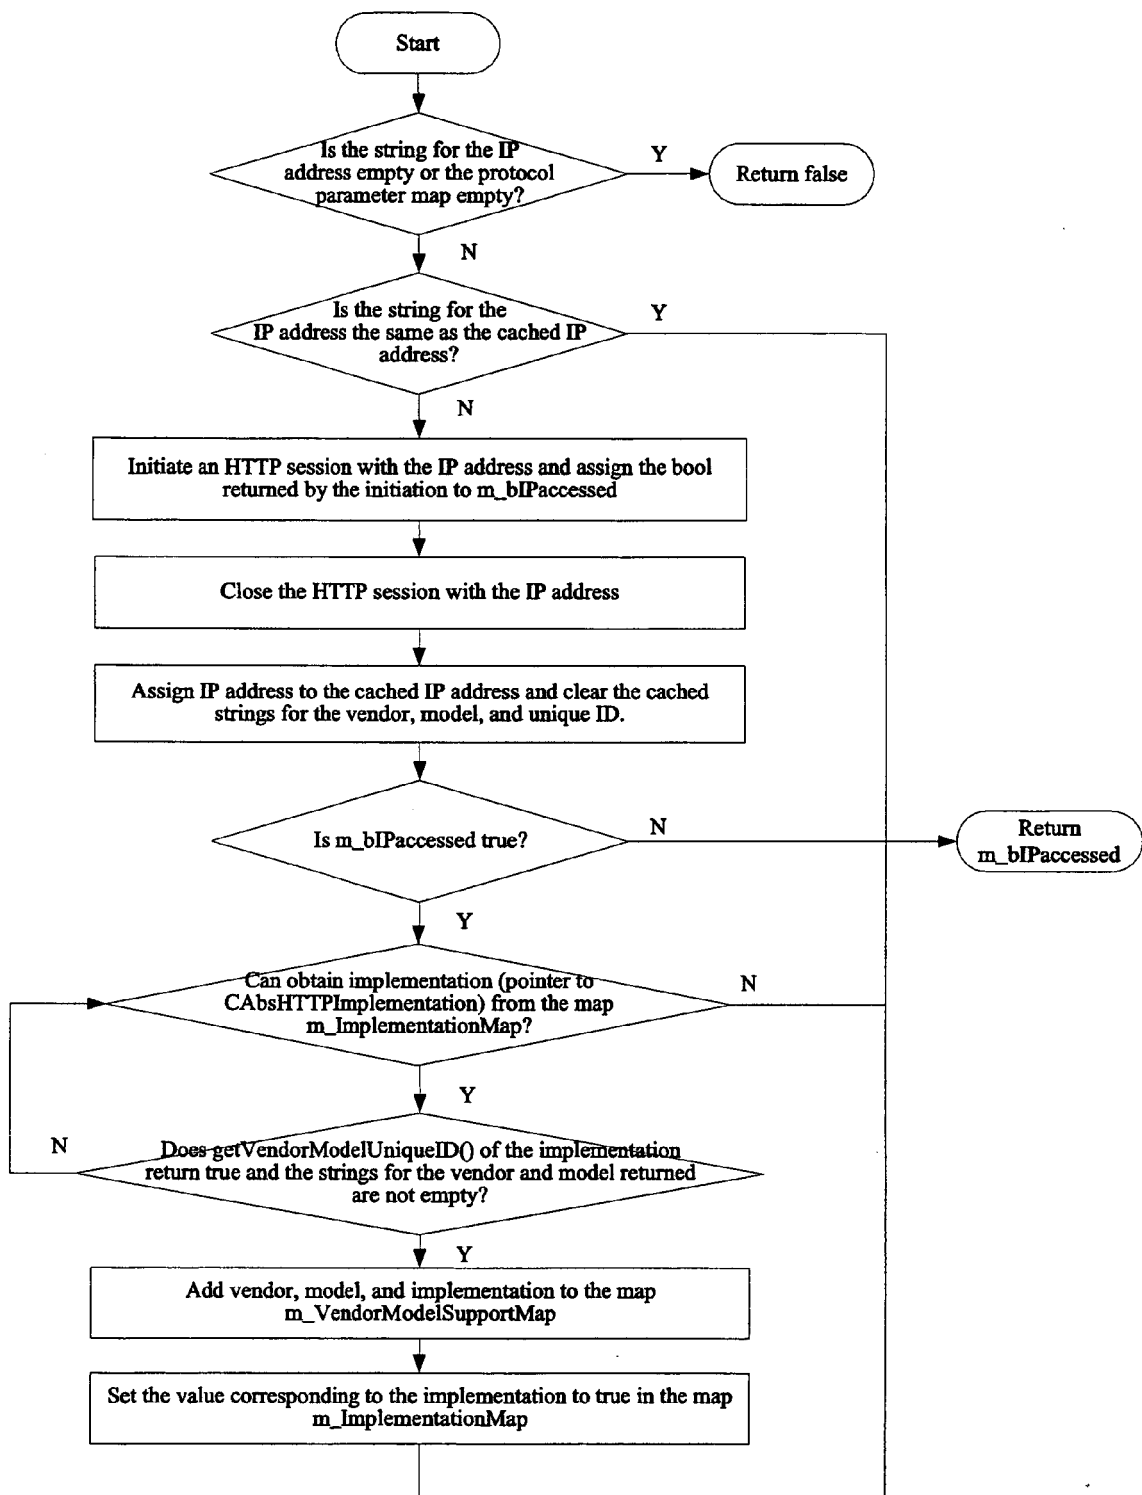 Start
Is the string for the IP
address empty or the protocol
parameter map empty?
Y
Return false
N
Is the string for the
IP address the same as the cached IP
address?
Y
N
Initiate an HTTP session with the IP address and assign the bool
returned by the initiation to m_bIPaccessed
Close the HTTP session with the IP address
Assign IP address to the cached IP address and clear the cached
strings for the vendor, model, and unique ID.
Is m_bIPaccessed true?
N
Return
m_bIPaccessed
Y
Can obtain implementation (pointer to
CAbsHTTPImplementation) from the map
m_ImplementationMap?
N
Y
N
Does getVendorModelUniqueID() of the implementation
return true and the strings for the vendor and model returned
are not empty?
Y
Add vendor, model, and implementation to the map
m_VendorModelSupportMap
Set the value corresponding to the implementation to true in the map
m_ImplementationMap